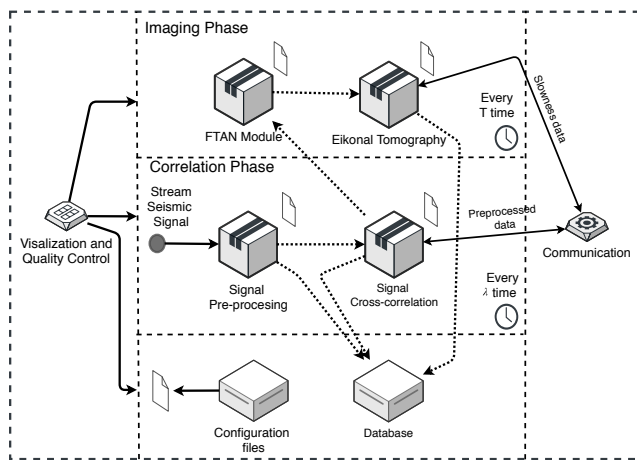 Imaging Phase
FTAN Module
Eikonal Tomography
Every
T time
Slowness data
Correlation Phase
Stream
Seismic
Signal
Preprocessed
data
Visalization and
Quality Control
Communication
Signal
Pre-procesing
Signal
Cross-correlation
Every
λ time
Configuration
files
Database